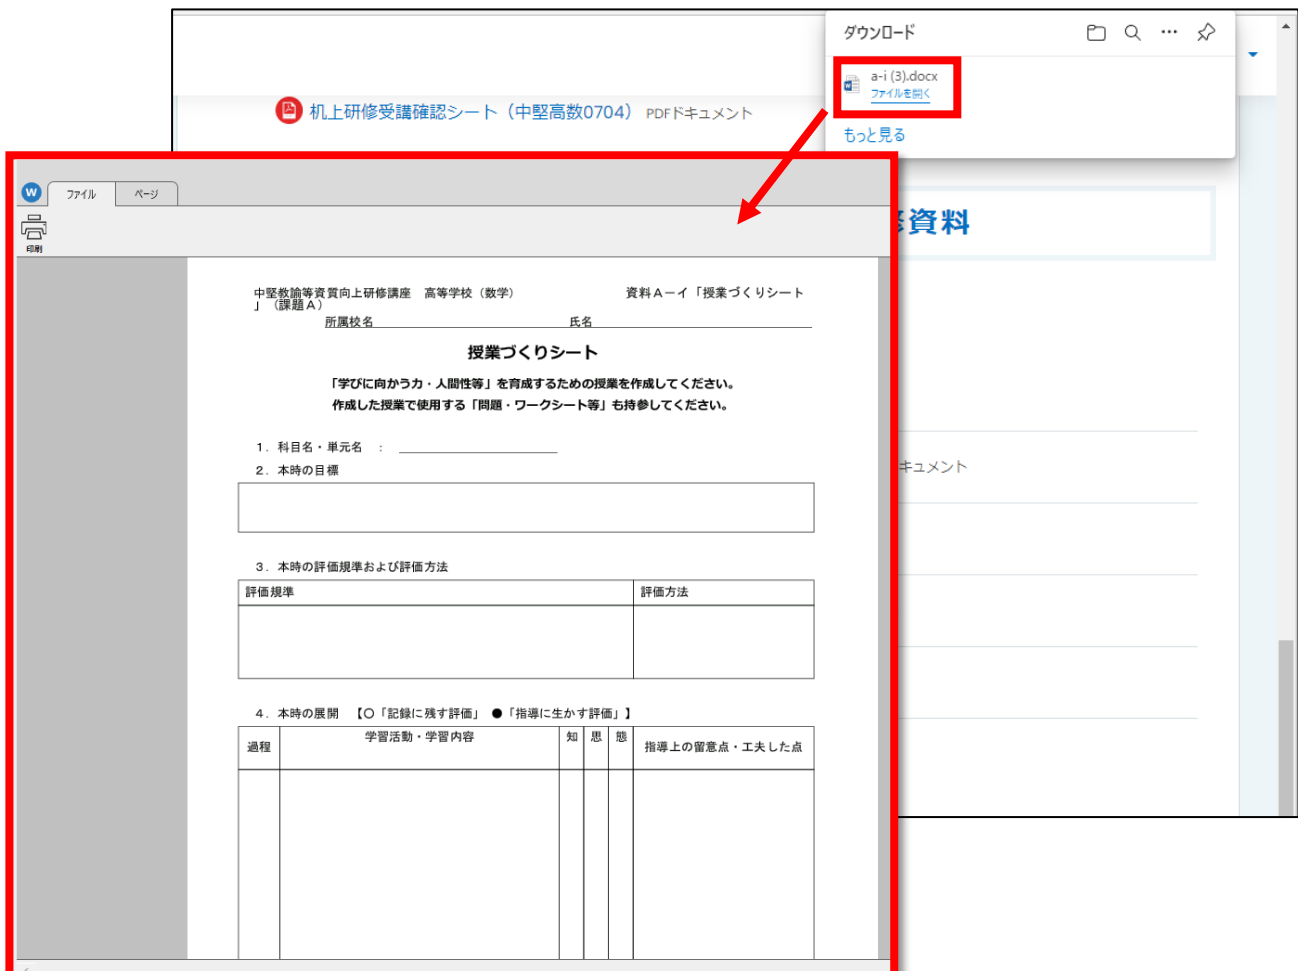 ダウンロード
a-i (3).docx
ファイルを開く
もっと見る
机上研修受講確認シート（中堅高数0704） PDFドキュメント
資料
キュメント
W
ファイル
ページ
印刷
中堅教諭等資質向上研修講座　高等学校（数学）　資料Ａ－イ「授業づくりシート
」（課題Ａ）
所属校名　氏名
授業づくりシート
「学びに向かう力・人間性等」を育成するための授業を作成してください。
作成した授業で使用する「問題・ワークシート等」も持参してください。
１．科目名・単元名　：
２．本時の目標
３．本時の評価規準および評価方法
評価規準　評価方法
４．本時の展開　【○「記録に残す評価」　●「指導に生かす評価」】
過程　学習活動・学習内容　知　思　態　指導上の留意点・工夫した点